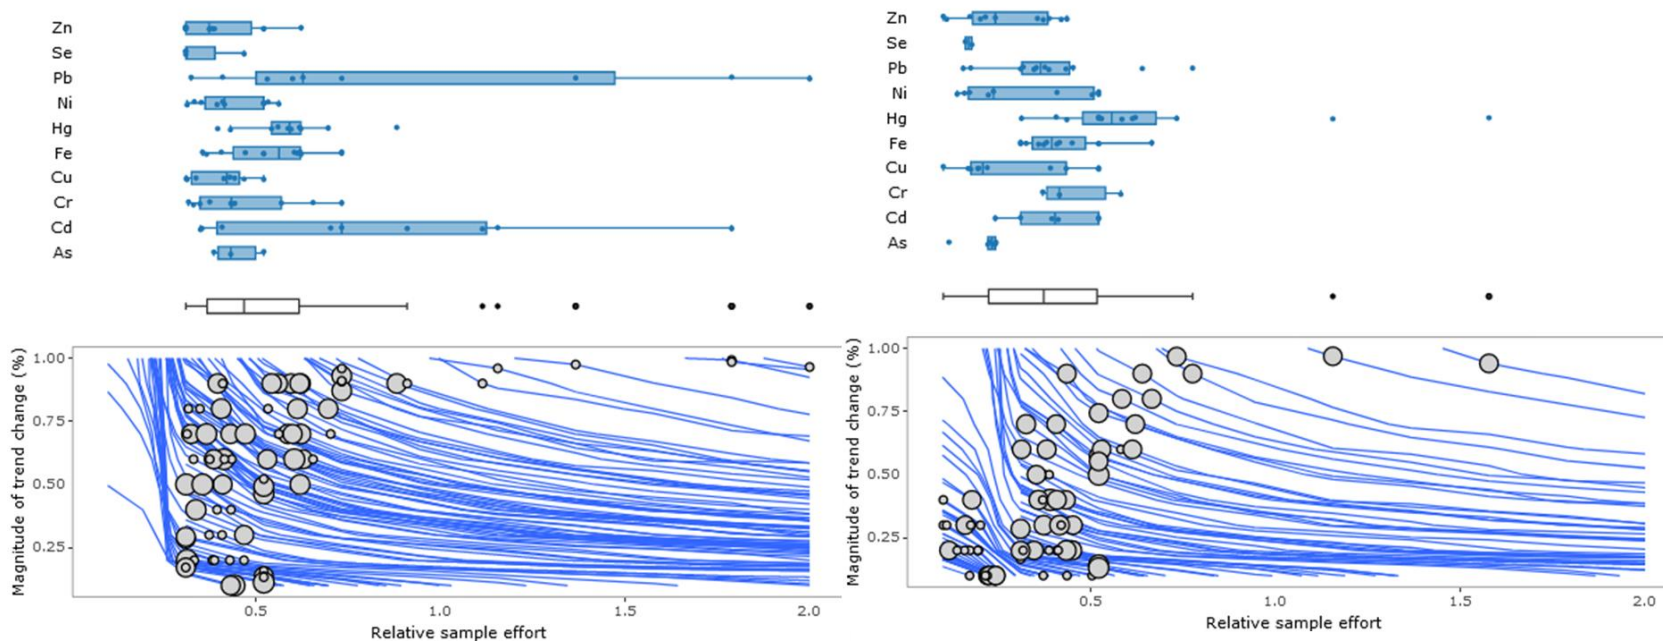 Zn
Se
Pb
Ni
Hg
Fe
Cu
Cr
Cd
As
Magnitude of trend change (%)
1.00
0.75
0.50
0.25
0.5
1.0
1.5
2.0
Relative sample effort
Zn
Se
Pb
Ni
Hg
Fe
Cu
Cr
Cd
As
Magnitude of trend change (%)
1.00
0.75
0.50
0.25
0.5
1.0
1.5
2.0
Relative sample effort